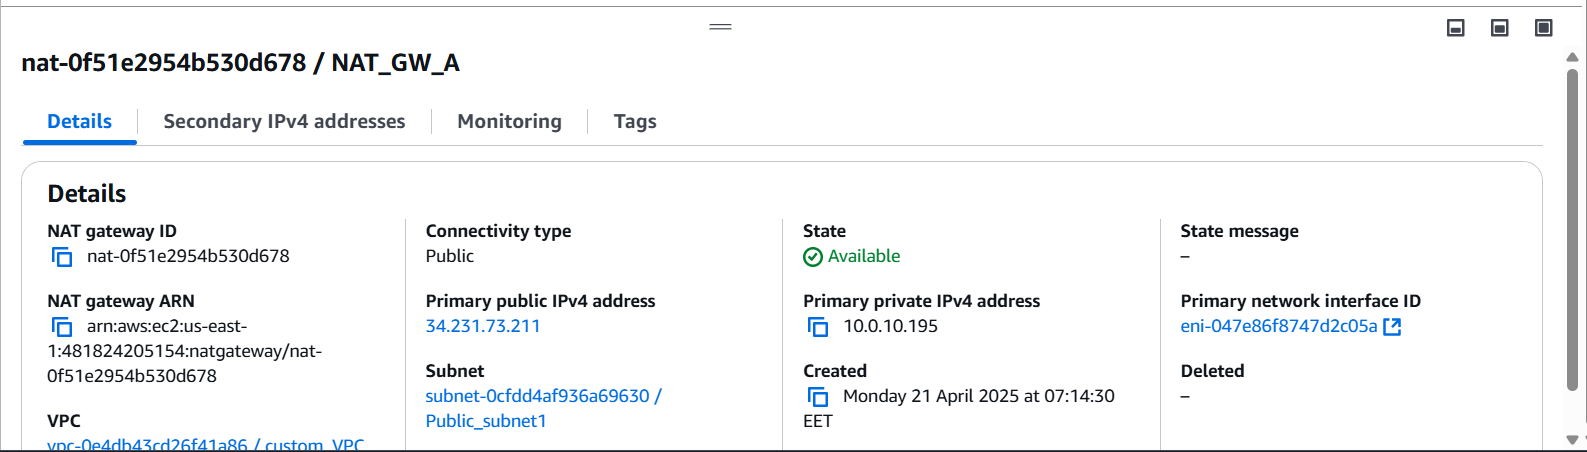 nat-0f51e2954b530d678 / NAT_GW_A
Details
Secondary IPv4 addresses
Monitoring
Tags
Details
NAT gateway ID
nat-0f51e2954b530d678
NAT gateway ARN
arn:aws:ec2:us-east-
1:481824205154:natgateway/nat-
0f51e2954b530d678
VPC
vpc-0e4db43cd26f41a86 / custom_VPC
Connectivity type
Public
Primary public IPv4 address
34.231.73.211
Subnet
subnet-0cfdd4af936a69630 /
Public_subnet1
State
Available
Primary private IPv4 address
10.0.10.195
Created
Monday 21 April 2025 at 07:14:30
EET
State message
–
Primary network interface ID
eni-047e86f8747d2c05a
Deleted
–